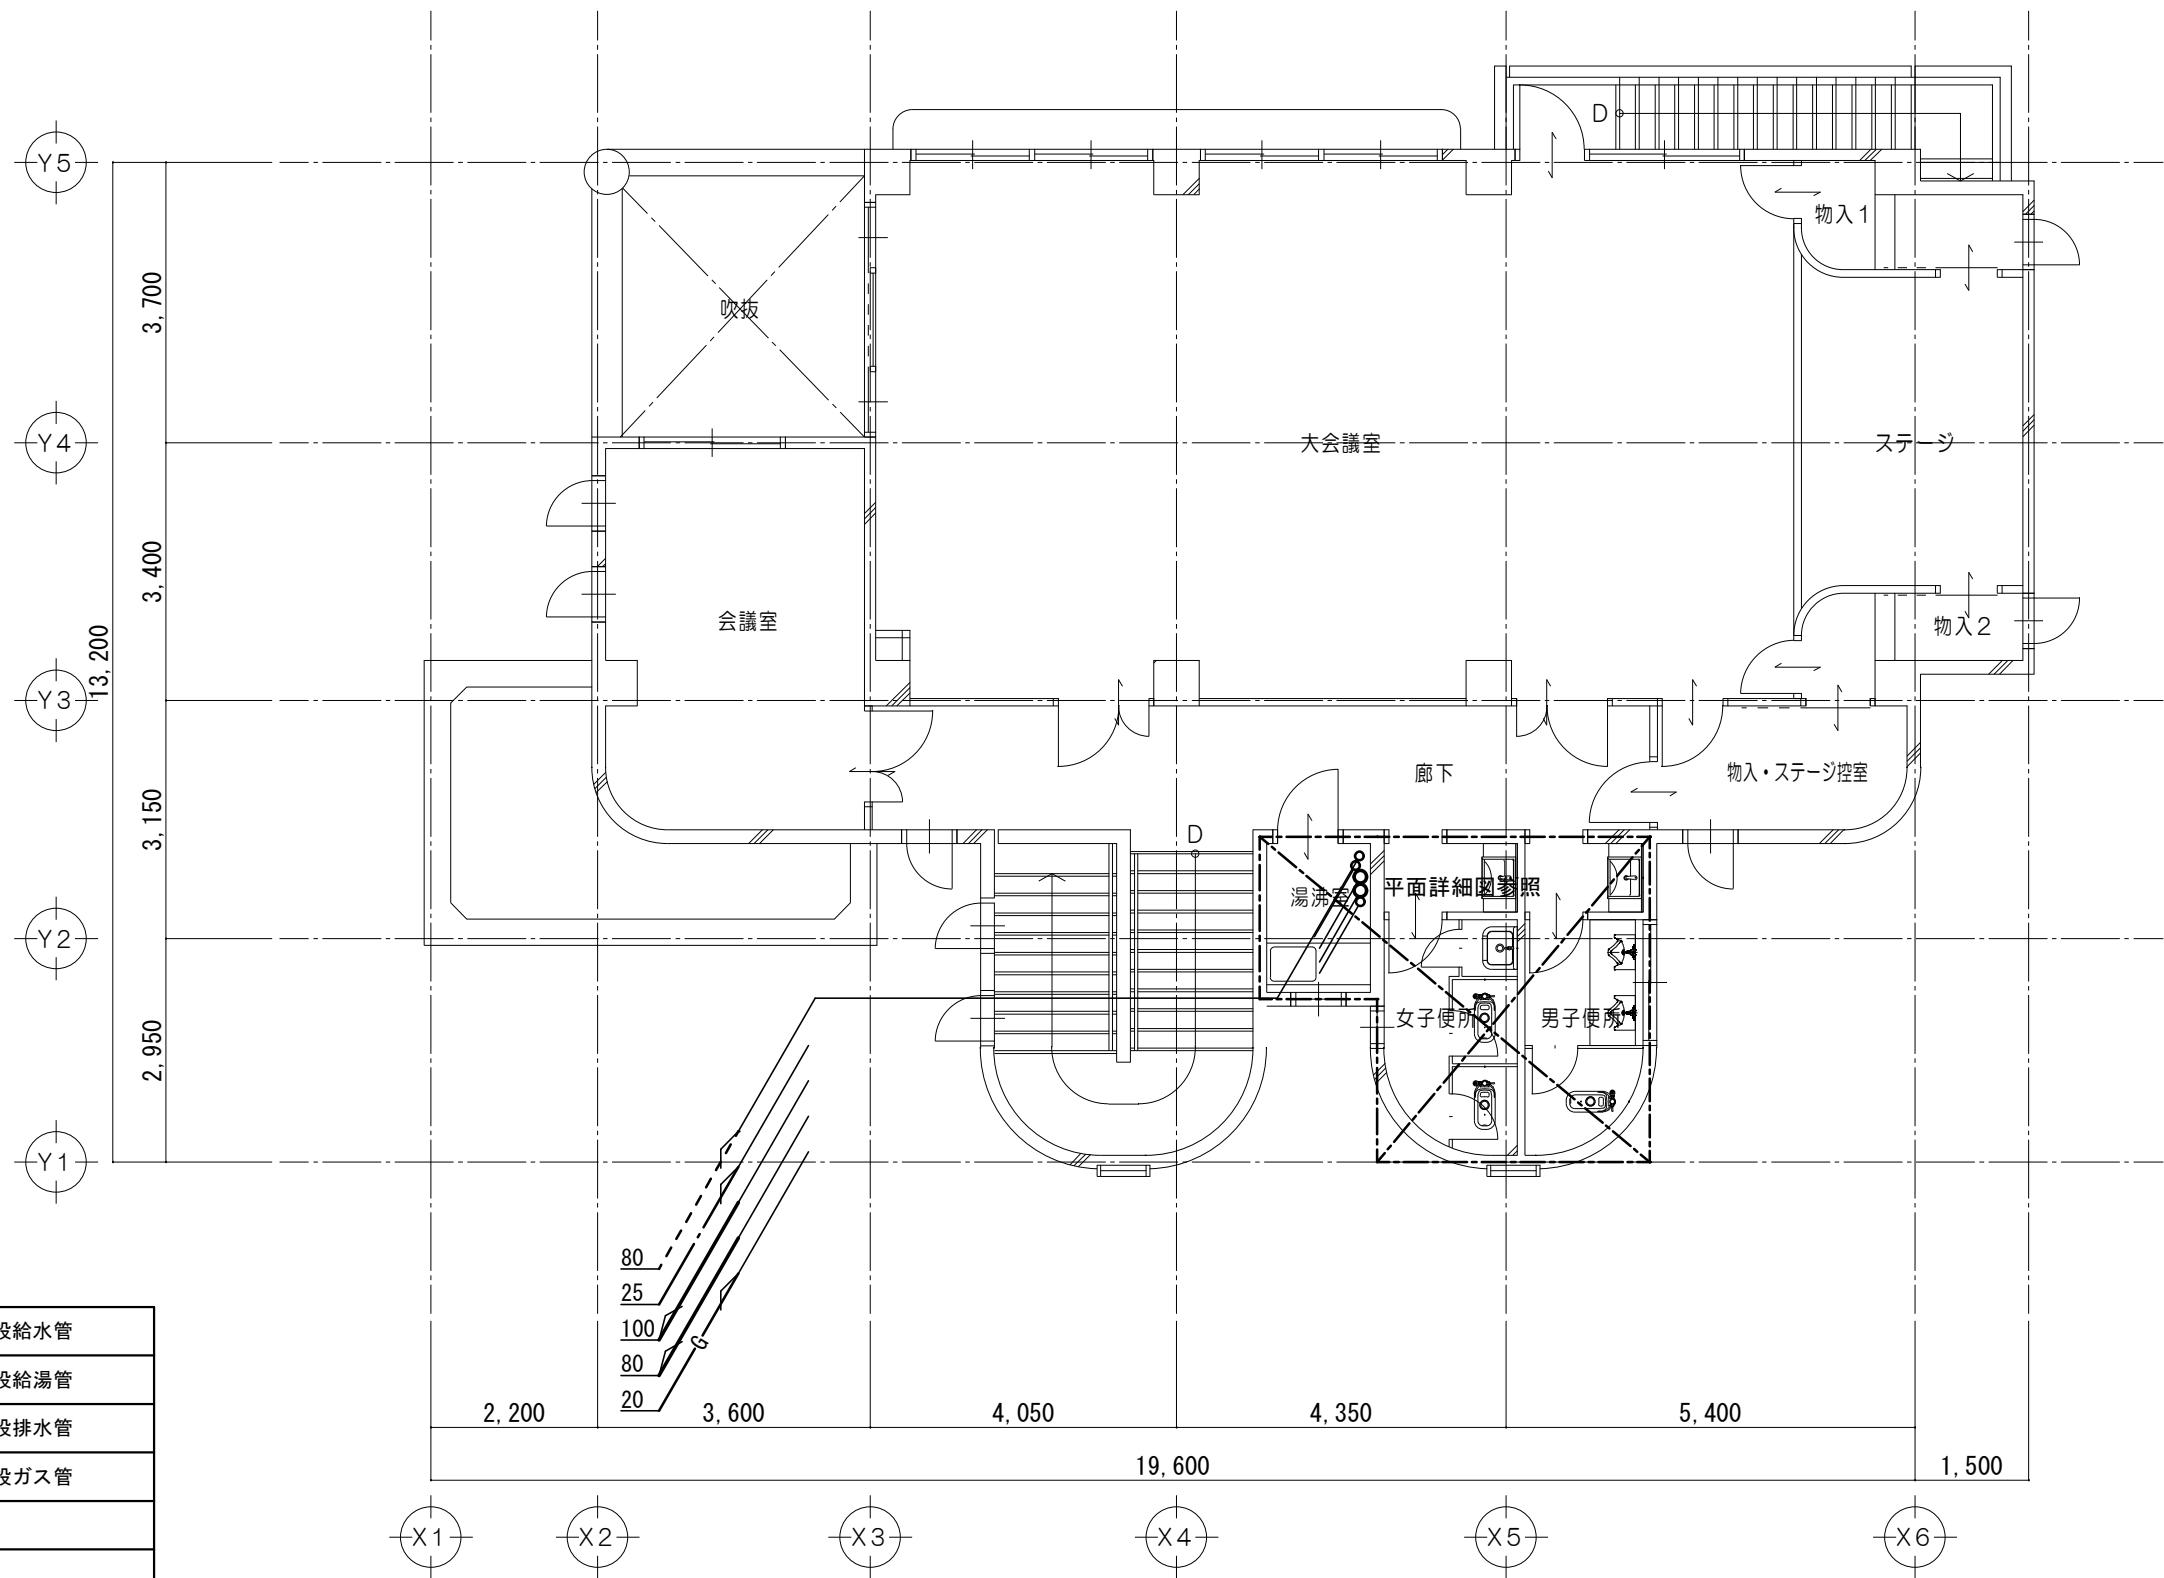 D
Y5
物入1
3,700
吹抜
Y4
大会議室
ステージ
3,400
会議室
物入2
13,200
Y3
廊下
物入・ステージ控室
3,150
D
湯沸室
平面詳細図参照
Y2
女子便所
男子便所
2,950
Y1
80
25
100
80
G
20
設給水管
設給湯管
設排水管
設ガス管
2,200
3,600
4,050
4,350
5,400
19,600
1,500
X1
X2
X3
X4
X5
X6